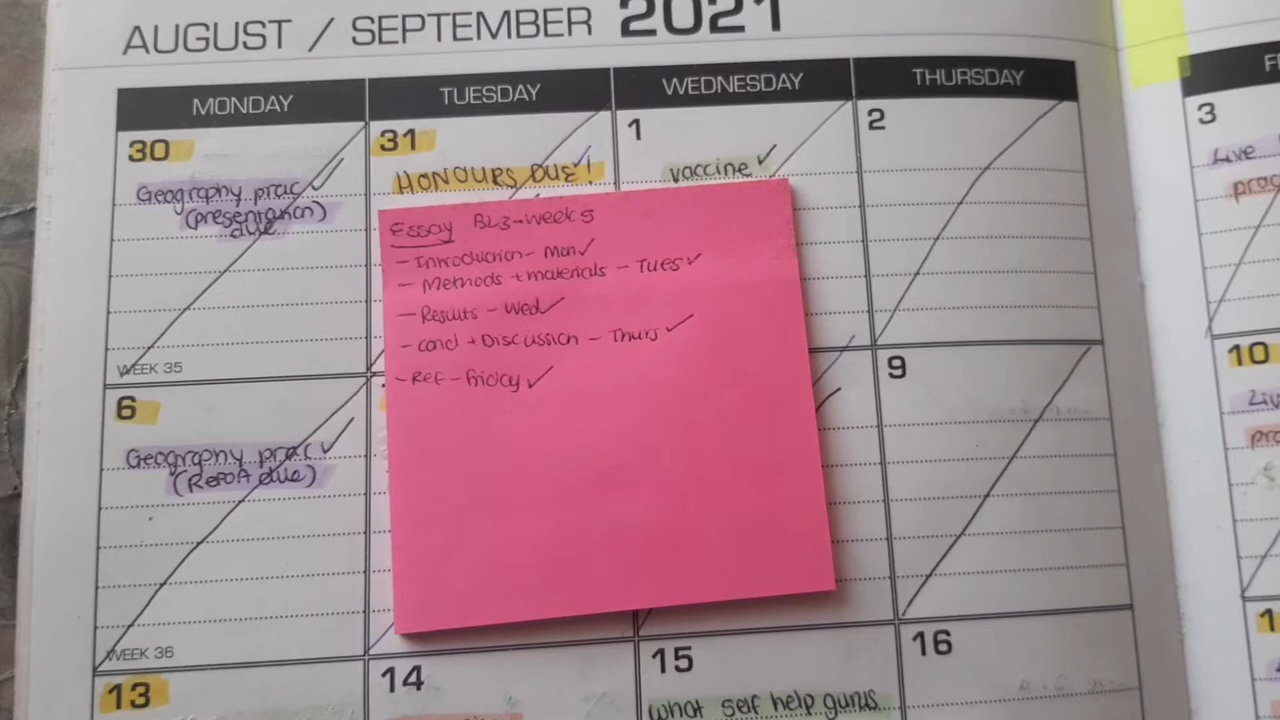 AUGUST / SEPTEMBER 2021
MONDAY
TUESDAY
WEDNESDAY
THURSDAY
30
Geography prac
(presentation)
due
WEEK 35
31
HONOURS DUE!
1
vaccine
2
3
Live
Essay BL3-week5
- Introduction - Mon
- Methods + materials - Tues
- Results - Wed
- concl + Discussion - Thurs
- Ref - friday
6
Geography prac
(Report due)
WEEK 36
9
10
13
14
15
what self help gurus
16